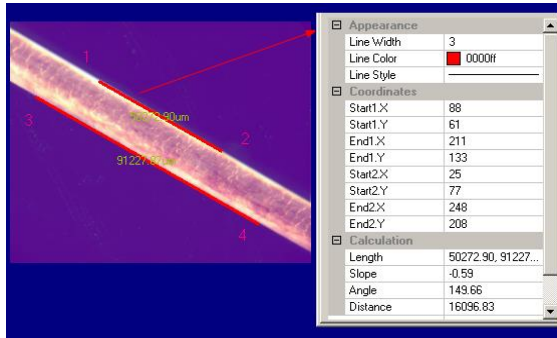 1
2
3
4
91227.
Appearance
Line Width 3
Line Color 0000ff
Line Style
Coordinates
Start1.X 88
Start1.Y 61
End1.X 211
End1.Y 133
Start2.X 25
Start2.Y 77
End2.X 248
End2.Y 208
Calculation
Length 50272.90, 91227...
Slope -0.59
Angle 149.66
Distance 16096.83